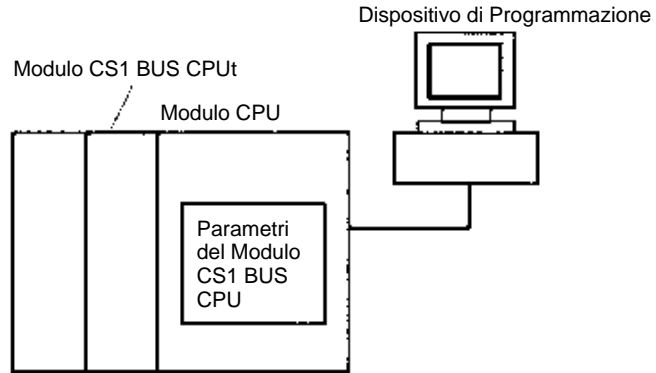 Dispositivo di Programmazione
Modulo CS1 BUS CPUt
Modulo CPU
Parametri
del Modulo
CS1 BUS
CPU